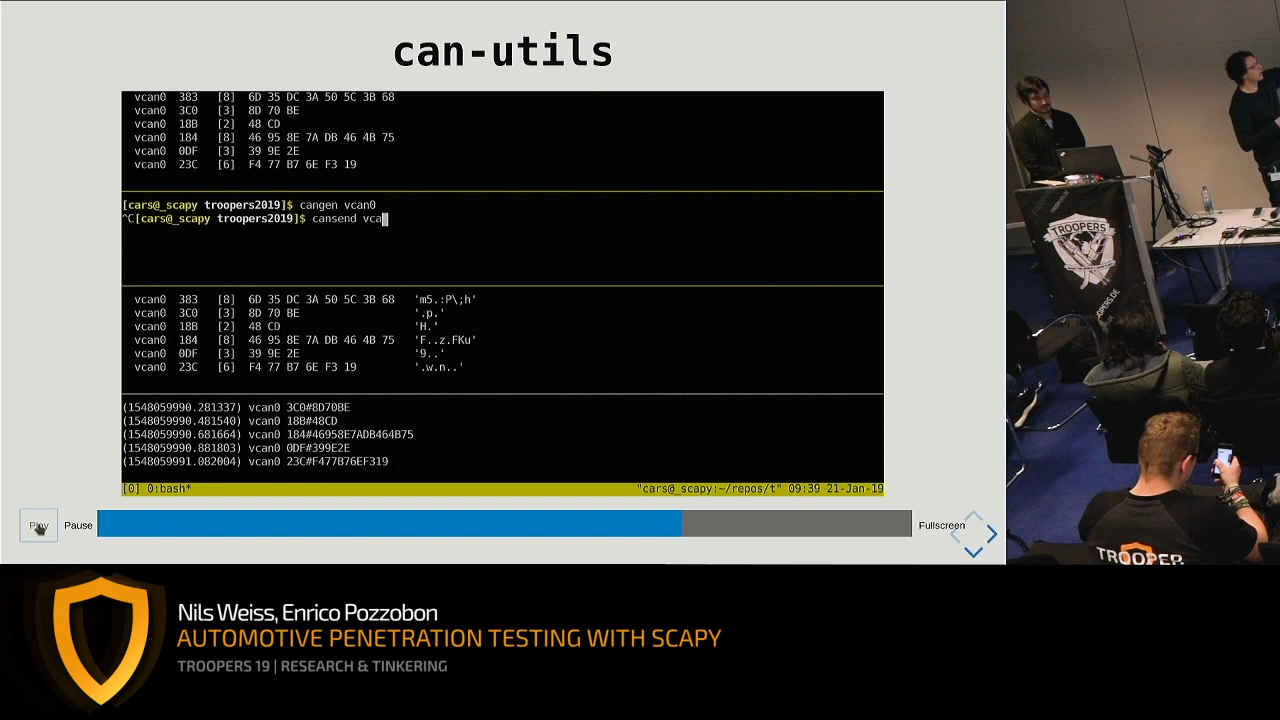 can-utils
vcan0 383 [8] 6D 35 DC 3A 50 5C 3B 68
vcan0 3C0 [3] 8D 70 BE
vcan0 18B [2] 48 CD
vcan0 184 [8] 46 95 8E 7A DB 46 4B 75
vcan0 0DF [3] 39 9E 2E
vcan0 23C [6] F4 77 B7 6E F3 19
[cars@_scapy troopers2019]$ cangen vcan0
^C[cars@_scapy troopers2019]$ cansend vca
vcan0 383 [8] 6D 35 DC 3A 50 5C 3B 68 'm5.:P\;h'
vcan0 3C0 [3] 8D 70 BE '.p.'
vcan0 18B [2] 48 CD 'H.'
vcan0 184 [8] 46 95 8E 7A DB 46 4B 75 'F..z.FKu'
vcan0 0DF [3] 39 9E 2E '9..'
vcan0 23C [6] F4 77 B7 6E F3 19 '.w.n..'
(1548059990.281337) vcan0 3C0#8D70BE
(1548059990.481540) vcan0 18B#48CD
(1548059990.681664) vcan0 184#46958E7ADB464B75
(1548059990.881803) vcan0 0DF#399E2E
(1548059991.082004) vcan0 23C#F477B76EF319
[0] 0:bash* "cars@_scapy:~/repos/t" 09:39 21-Jan-19
Play Pause Fullscreen
TROOPERS
TROOPERS.DE
TROOPER
Nils Weiss, Enrico Pozzobon
AUTOMOTIVE PENETRATION TESTING WITH SCAPY
TROOPERS 19 | RESEARCH & TINKERING